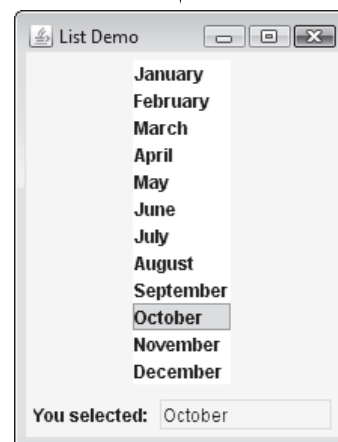 List Demo
January
February
March
April
May
June
July
August
September
October
November
December
You selected: October